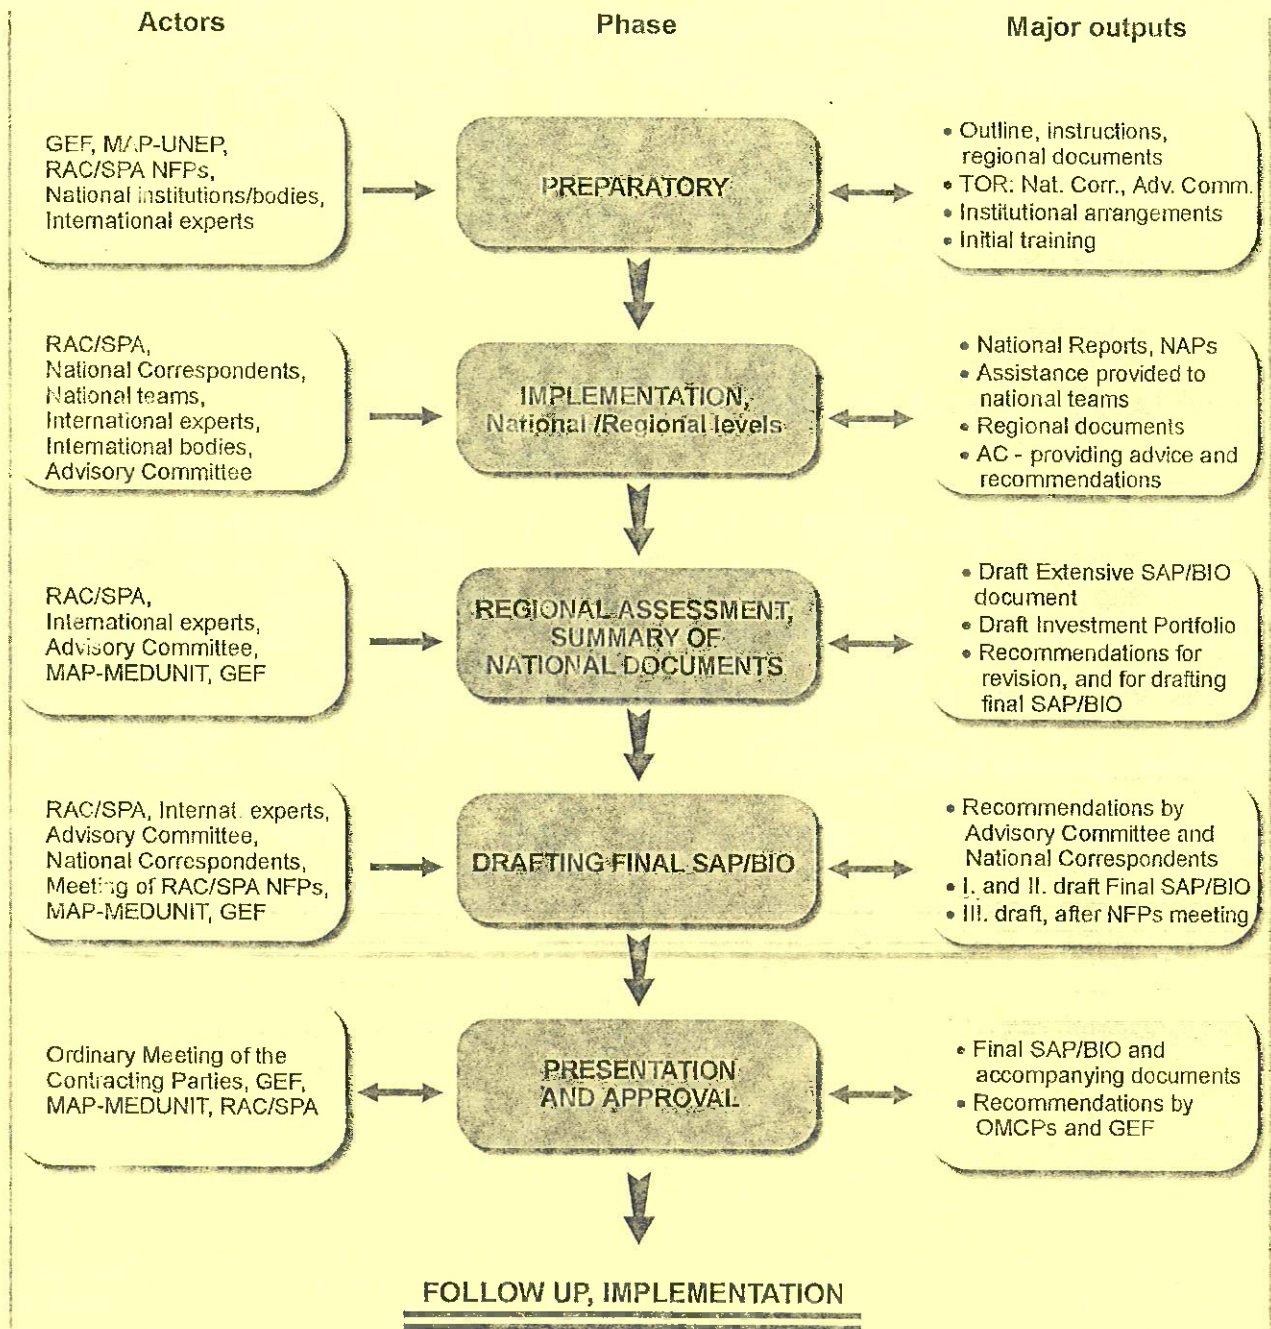 Actors
Phase
Major outputs
GEF, MAP-UNEP,
RAC/SPA NFPs,
National institutions/bodies,
International experts
PREPARATORY
• Outline, instructions,
regional documents
• TOR: Nat. Corr., Adv. Comm.
• Institutional arrangements
• Initial training
RAC/SPA,
National Correspondents,
National teams,
International experts,
International bodies,
Advisory Committee
IMPLEMENTATION,
National /Regional levels
• National Reports, NAPs
• Assistance provided to
national teams
• Regional documents
• AC - providing advice and
recommendations
RAC/SPA,
International experts,
Advisory Committee,
MAP-MEDUNIT, GEF
REGIONAL ASSESSMENT,
SUMMARY OF
NATIONAL DOCUMENTS
• Draft Extensive SAP/BIO
document
• Draft Investment Portfolio
• Recommendations for
revision, and for drafting
final SAP/BIO
RAC/SPA, Internat. experts,
Advisory Committee,
National Correspondents,
Meeting of RAC/SPA NFPs,
MAP-MEDUNIT, GEF
DRAFTING FINAL SAP/BIO
• Recommendations by
Advisory Committee and
National Correspondents
• I. and II. draft Final SAP/BIO
• III. draft, after NFPs meeting
Ordinary Meeting of the
Contracting Parties, GEF,
MAP-MEDUNIT, RAC/SPA
PRESENTATION
AND APPROVAL
• Final SAP/BIO and
accompanying documents
• Recommendations by
OMCPs and GEF
FOLLOW UP, IMPLEMENTATION